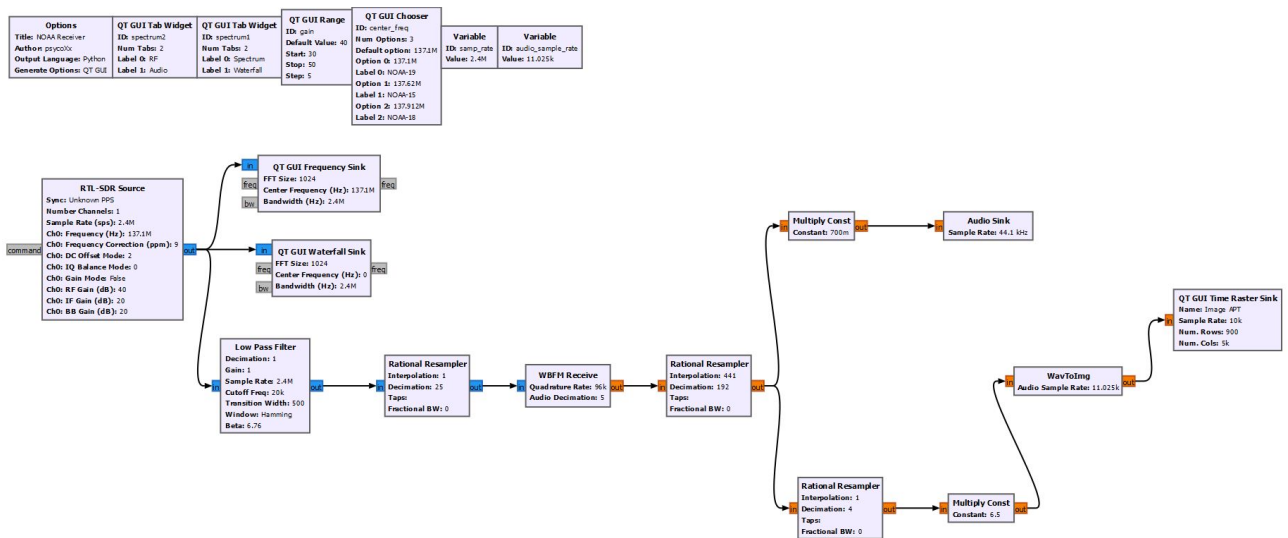 Options
Title: NOAA Receiver
Author: psycoXx
Output Language: Python
Generate Options: QT GUI
QT GUI Tab Widget
ID: spectrum2
Num Tabs: 2
Label 0: RF
Label 1: Audio
QT GUI Tab Widget
ID: spectrum1
Num Tabs: 2
Label 0: Spectrum
Label 1: Waterfall
QT GUI Range
ID: gain
Default Value: 40
Start: 30
Stop: 50
Step: 5
QT GUI Chooser
ID: center_freq
Num Options: 3
Default option: 137.1M
Option 0: 137.1M
Label 0: NOAA-19
Option 1: 137.62M
Label 1: NOAA-15
Option 2: 137.912M
Label 2: NOAA-18
Variable
ID: samp_rate
Value: 2.4M
Variable
ID: audio_sample_rate
Value: 11.025k
command
RTL-SDR Source
Sync: Unknown PPS
Number Channels: 1
Sample Rate (sps): 2.4M
Ch0: Frequency (Hz): 137.1M
Ch0: Frequency Correction (ppm): 9
Ch0: DC Offset Mode: 2
Ch0: IQ Balance Mode: 0
Ch0: Gain Mode: False
Ch0: RF Gain (dB): 40
Ch0: IF Gain (dB): 20
Ch0: BB Gain (dB): 20
out
in
freq
bw
QT GUI Frequency Sink
FFT Size: 1024
Center Frequency (Hz): 137.1M
Bandwidth (Hz): 2.4M
freq
in
freq
bw
QT GUI Waterfall Sink
FFT Size: 1024
Center Frequency (Hz): 0
Bandwidth (Hz): 2.4M
freq
in
Low Pass Filter
Decimation: 1
Gain: 1
Sample Rate: 2.4M
Cutoff Freq: 20k
Transition Width: 500
Window: Hamming
Beta: 6.76
out
in
Rational Resampler
Interpolation: 1
Decimation: 25
Taps:
Fractional BW: 0
out
in
WBFM Receive
Quadrature Rate: 96k
Audio Decimation: 5
out
in
Rational Resampler
Interpolation: 441
Decimation: 192
Taps:
Fractional BW: 0
out
in
Multiply Const
Constant: 700m
out
in
Audio Sink
Sample Rate: 44.1 kHz
in
Rational Resampler
Interpolation: 1
Decimation: 4
Taps:
Fractional BW: 0
out
in
Multiply Const
Constant: 6.5
out
in
WavToImg
Audio Sample Rate: 11.025k
out
in
QT GUI Time Raster Sink
Name: Image APT
Sample Rate: 10k
Num. Rows: 900
Num. Cols: 5k